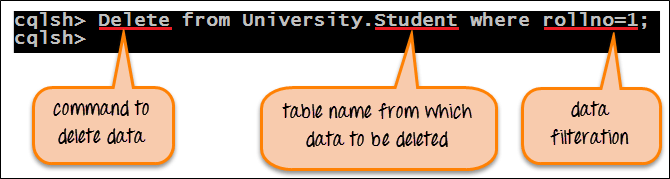 cqlsh> Delete from University.Student where rollno=1;
cqlsh>
command to
delete data
table name from which
data to be deleted
data
filteration